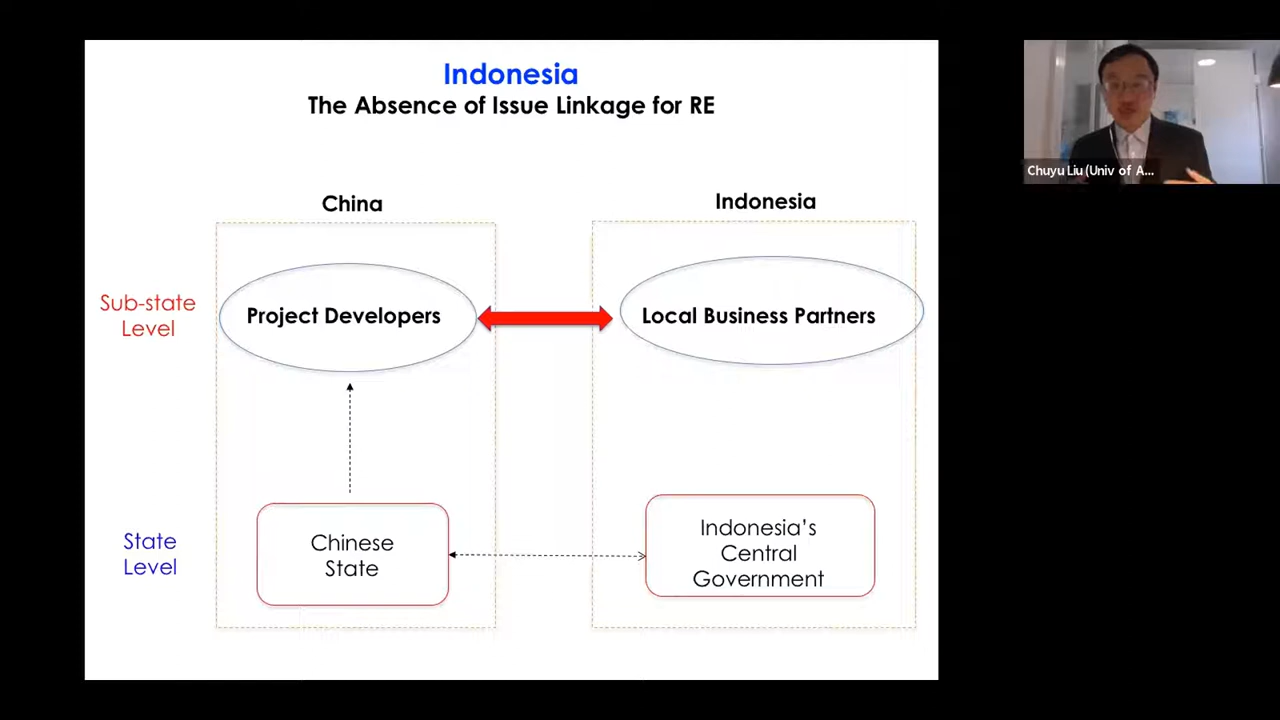 Indonesia
The Absence of Issue Linkage for RE
China
Indonesia
Sub-state
Level
Project Developers
Local Business Partners
State
Level
Chinese
State
Indonesia's
Central
Government
Chuyu Liu (Univ of A...